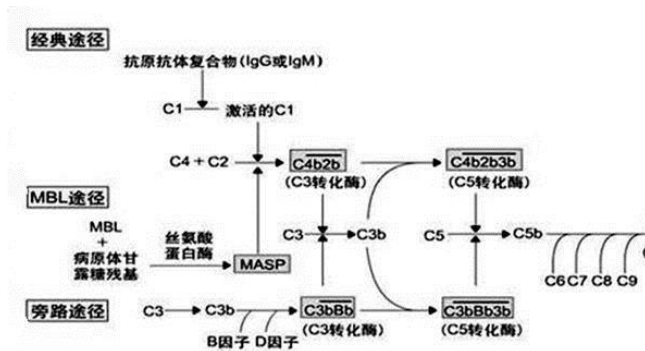 经典途径
抗原抗体复合物(IgG或IgM)
C1 激活的C1
C4+C2 C4b2b C4b2b3b
(C3转化酶) (C5转化酶)
MBL途径
MBL
+
病原体甘
露糖残基
丝氨酸
蛋白酶
MASP
C3 C3b C5 C5b
C6 C7 C8 C9
旁路途径
C3 C3b C3bBb C3bBb3b
(C3转化酶) (C5转化酶)
B因子 D因子